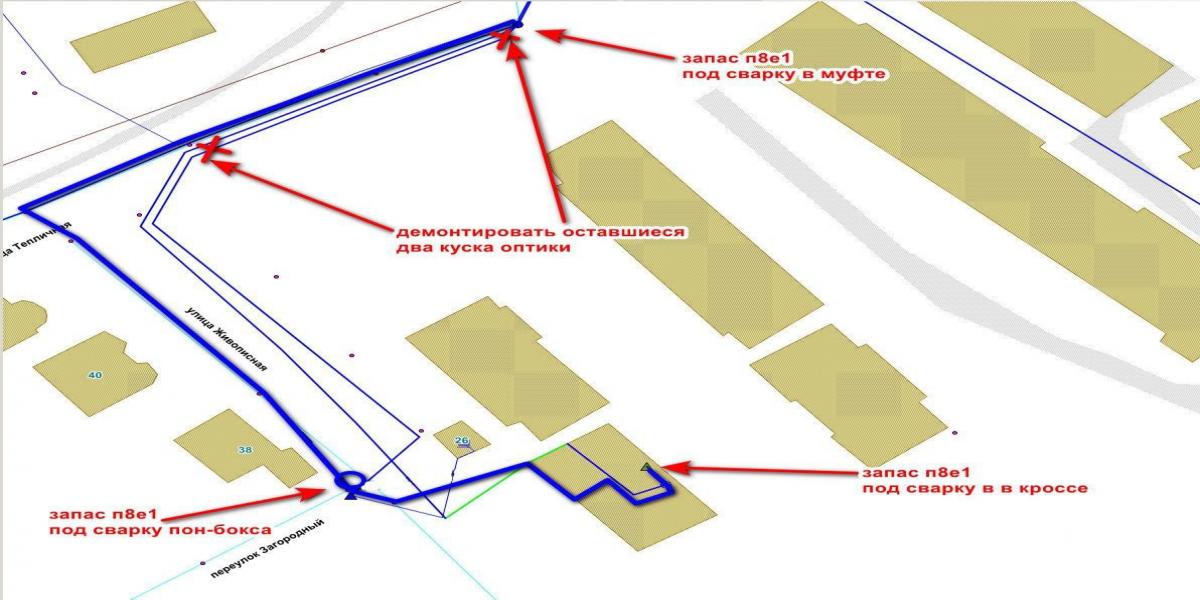 запас п8е1
под сварку в муфте
демонтировать оставшиеся
два куска оптики
ца Тепличная
улица Живописная
40
38
26
запас п8е1
под сварку в в кроссе
запас п8е1
под сварку пон-бокса
переулок Загородный